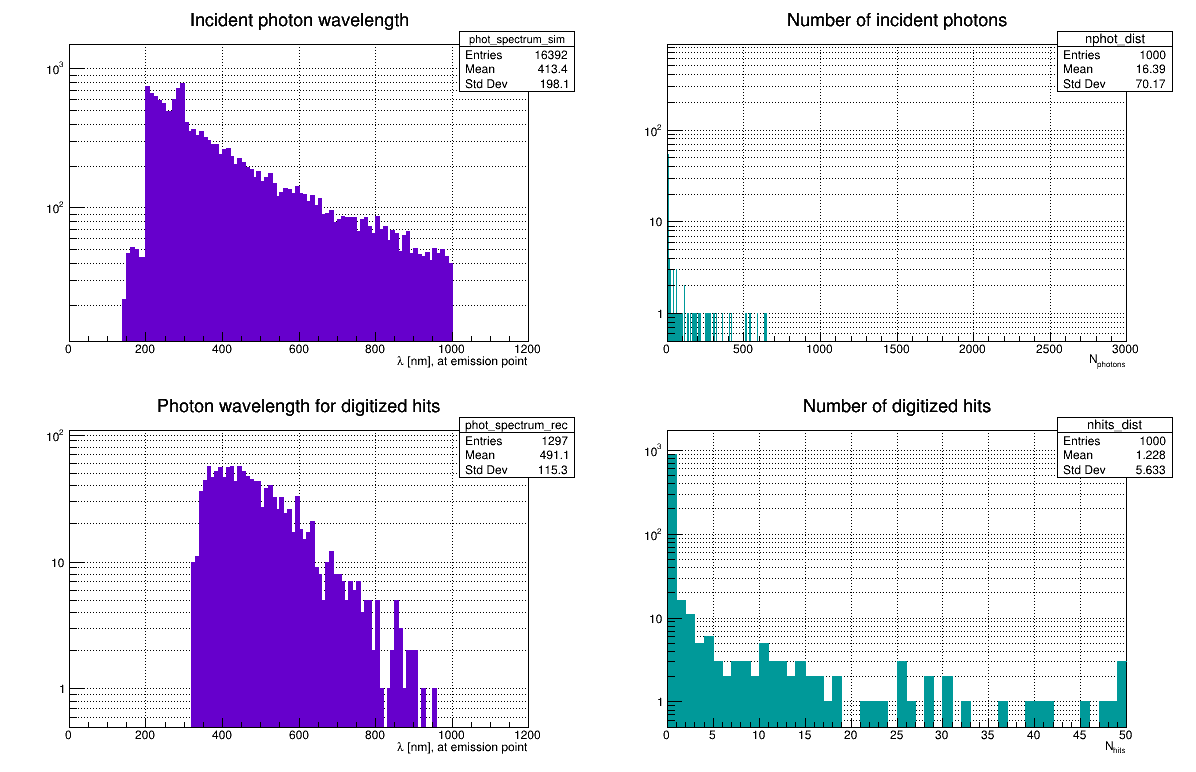 Incident photon wavelength
phot_spectrum_sim
Entries 16392
Mean 413.4
Std Dev 198.1
10³
10²
0 200 400 600 800 1000 1200
λ [nm], at emission point
Number of incident photons
nphot_dist
Entries 1000
Mean 16.39
Std Dev 70.17
10²
10
1
0 500 1000 1500 2000 2500 3000
Nphotons
Photon wavelength for digitized hits
phot_spectrum_rec
Entries 1297
Mean 491.1
Std Dev 115.3
10²
10
1
0 200 400 600 800 1000 1200
λ [nm], at emission point
Number of digitized hits
nhits_dist
Entries 1000
Mean 1.228
Std Dev 5.633
10³
10²
10
1
0 5 10 15 20 25 30 35 40 45 50
Nhits